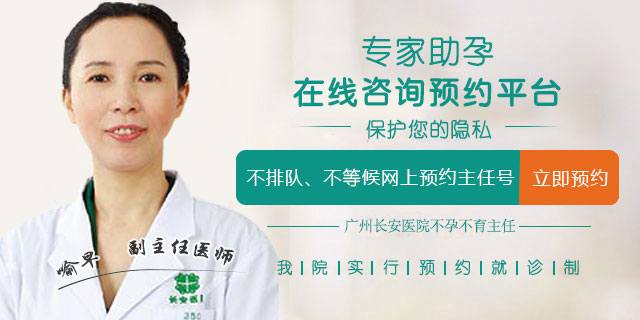 专家助孕
在线咨询预约平台
保护您的隐私
不排队、不等候网上预约主任号 立即预约
广州长安医院不孕不育主任
喻早 副主任医师
我 | 院 | 实 | 行 | 预 | 约 | 就 | 诊 | 制
长安医
350